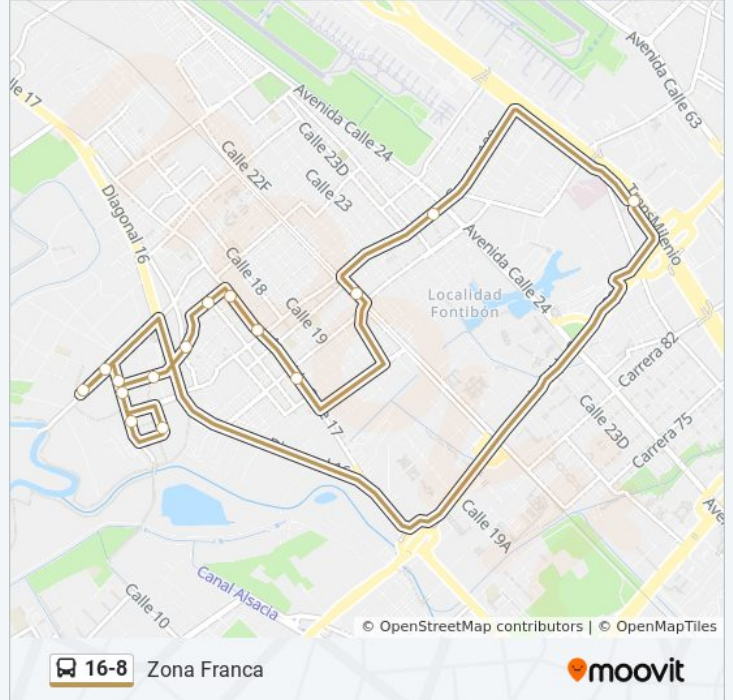 Avenida Calle 63
lle 17
Avenida Calle 24
Calle 23D
Calle 22F
Calle 23
Diagonal 16
TransMilenio
Avenida Calle 24
Calle 18
Localidad
Fontibón
Calle 19
Carrera 82
Calle 23D
17
Carrera 75
Calle 19A
Ave
Canal Alsacia
Calle 10
© OpenStreetMap contributors | © OpenMapTiles
16-8 Zona Franca
moovit